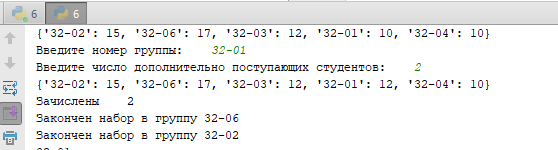 6 6
{'32-02': 15, '32-06': 17, '32-03': 12, '32-01': 10, '32-04': 10}
Введите номер группы: 32-01
Введите число дополнительно поступающих студентов: 2
{'32-02': 15, '32-06': 17, '32-03': 12, '32-01': 12, '32-04': 10}
Зачислены 2
Закончен набор в группу 32-06
Закончен набор в группу 32-02